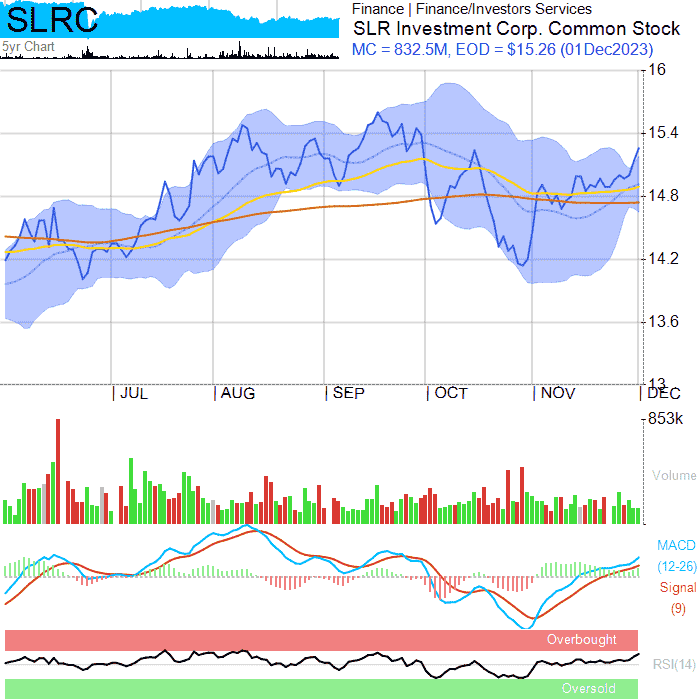 SLRC
5yr Chart
Finance | Finance/Investors Services
SLR Investment Corp. Common Stock
MC = 832.5M, EOD = $15.26 (01Dec2023)
16
15.4
14.8
14.2
13.6
13
JUL AUG SEP OCT NOV DEC
853k
Volume
MACD
(12-26)
Signal
(9)
Overbought
RSI(14)
Oversold